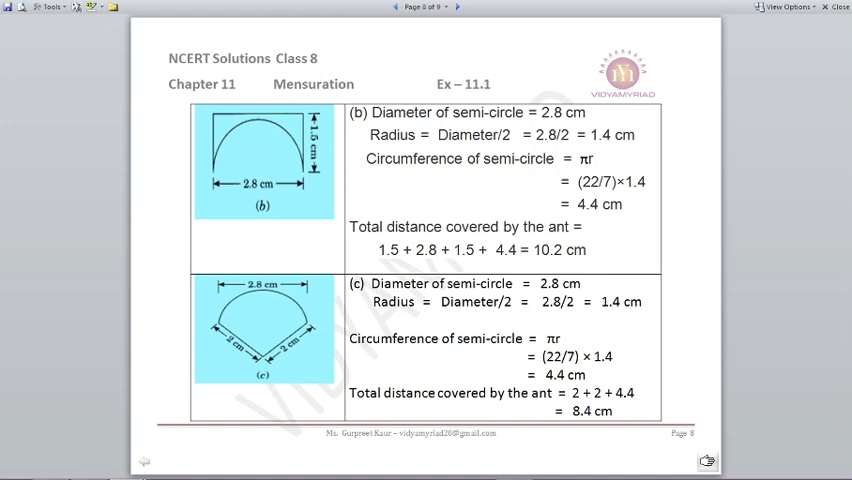 Tools
Page 8 of 9
View Options
Close
NCERT Solutions Class 8
Chapter 11 Mensuration Ex – 11.1
VIDYAMYRIAD
1.5 cm
2.8 cm
(b)
(b) Diameter of semi-circle = 2.8 cm
Radius = Diameter/2 = 2.8/2 = 1.4 cm
Circumference of semi-circle = πr
= (22/7)×1.4
= 4.4 cm
Total distance covered by the ant =
1.5 + 2.8 + 1.5 + 4.4 = 10.2 cm
2.8 cm
2 cm
2 cm
(c)
(c) Diameter of semi-circle = 2.8 cm
Radius = Diameter/2 = 2.8/2 = 1.4 cm
Circumference of semi-circle = πr
= (22/7) × 1.4
= 4.4 cm
Total distance covered by the ant = 2 + 2 + 4.4
= 8.4 cm
VIDYAMYRIAD
Ms. Gurpreet Kaur – vidyamyriad20@gmail.com
Page 8